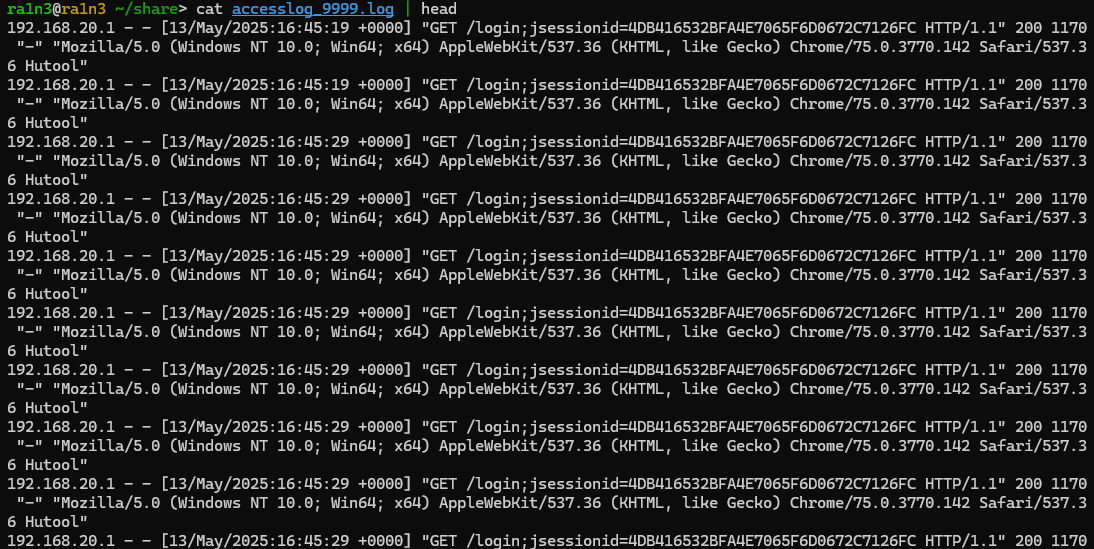 ra1n3@ra1n3 ~/share> cat accesslog_9999.log | head
192.168.20.1 - - [13/May/2025:16:45:19 +0000] "GET /login;jsessionid=4DB416532BFA4E7065F6D0672C7126FC HTTP/1.1" 200 1170
 "-" "Mozilla/5.0 (Windows NT 10.0; Win64; x64) AppleWebKit/537.36 (KHTML, like Gecko) Chrome/75.0.3770.142 Safari/537.3
6 Hutool"
192.168.20.1 - - [13/May/2025:16:45:19 +0000] "GET /login;jsessionid=4DB416532BFA4E7065F6D0672C7126FC HTTP/1.1" 200 1170
 "-" "Mozilla/5.0 (Windows NT 10.0; Win64; x64) AppleWebKit/537.36 (KHTML, like Gecko) Chrome/75.0.3770.142 Safari/537.3
6 Hutool"
192.168.20.1 - - [13/May/2025:16:45:29 +0000] "GET /login;jsessionid=4DB416532BFA4E7065F6D0672C7126FC HTTP/1.1" 200 1170
 "-" "Mozilla/5.0 (Windows NT 10.0; Win64; x64) AppleWebKit/537.36 (KHTML, like Gecko) Chrome/75.0.3770.142 Safari/537.3
6 Hutool"
192.168.20.1 - - [13/May/2025:16:45:29 +0000] "GET /login;jsessionid=4DB416532BFA4E7065F6D0672C7126FC HTTP/1.1" 200 1170
 "-" "Mozilla/5.0 (Windows NT 10.0; Win64; x64) AppleWebKit/537.36 (KHTML, like Gecko) Chrome/75.0.3770.142 Safari/537.3
6 Hutool"
192.168.20.1 - - [13/May/2025:16:45:29 +0000] "GET /login;jsessionid=4DB416532BFA4E7065F6D0672C7126FC HTTP/1.1" 200 1170
 "-" "Mozilla/5.0 (Windows NT 10.0; Win64; x64) AppleWebKit/537.36 (KHTML, like Gecko) Chrome/75.0.3770.142 Safari/537.3
6 Hutool"
192.168.20.1 - - [13/May/2025:16:45:29 +0000] "GET /login;jsessionid=4DB416532BFA4E7065F6D0672C7126FC HTTP/1.1" 200 1170
 "-" "Mozilla/5.0 (Windows NT 10.0; Win64; x64) AppleWebKit/537.36 (KHTML, like Gecko) Chrome/75.0.3770.142 Safari/537.3
6 Hutool"
192.168.20.1 - - [13/May/2025:16:45:29 +0000] "GET /login;jsessionid=4DB416532BFA4E7065F6D0672C7126FC HTTP/1.1" 200 1170
 "-" "Mozilla/5.0 (Windows NT 10.0; Win64; x64) AppleWebKit/537.36 (KHTML, like Gecko) Chrome/75.0.3770.142 Safari/537.3
6 Hutool"
192.168.20.1 - - [13/May/2025:16:45:29 +0000] "GET /login;jsessionid=4DB416532BFA4E7065F6D0672C7126FC HTTP/1.1" 200 1170
 "-" "Mozilla/5.0 (Windows NT 10.0; Win64; x64) AppleWebKit/537.36 (KHTML, like Gecko) Chrome/75.0.3770.142 Safari/537.3
6 Hutool"
192.168.20.1 - - [13/May/2025:16:45:29 +0000] "GET /login;jsessionid=4DB416532BFA4E7065F6D0672C7126FC HTTP/1.1" 200 1170
 "-" "Mozilla/5.0 (Windows NT 10.0; Win64; x64) AppleWebKit/537.36 (KHTML, like Gecko) Chrome/75.0.3770.142 Safari/537.3
6 Hutool"
192.168.20.1 - - [13/May/2025:16:45:29 +0000] "GET /login;jsessionid=4DB416532BFA4E7065F6D0672C7126FC HTTP/1.1" 200 1170